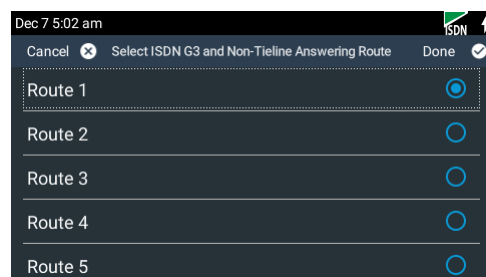 Dec 7 5:02 am ISDN
Cancel Select ISDN G3 and Non-Tieline Answering Route Done
Route 1
Route 2
Route 3
Route 4
Route 5